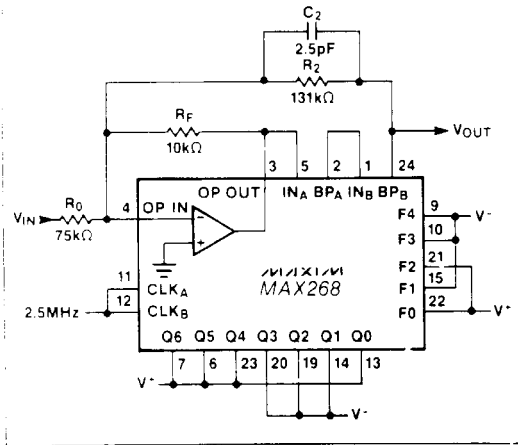 C2
2.5pF
R2
131kΩ
RF
10kΩ
VOUT
3 5 2 1 24
OP OUT INA BPA INB BPB
R0
75kΩ
VIN
4 OP IN
−
+
F4 9 V-
F3 10
F2 21
F1 15
F0 22 V+
MAXIM
MAX268
11 CLKA
12 CLKB
2.5MHz
Q6 Q5 Q4 Q3 Q2 Q1 Q0
7 6 23 20 19 14 13
V+
V-